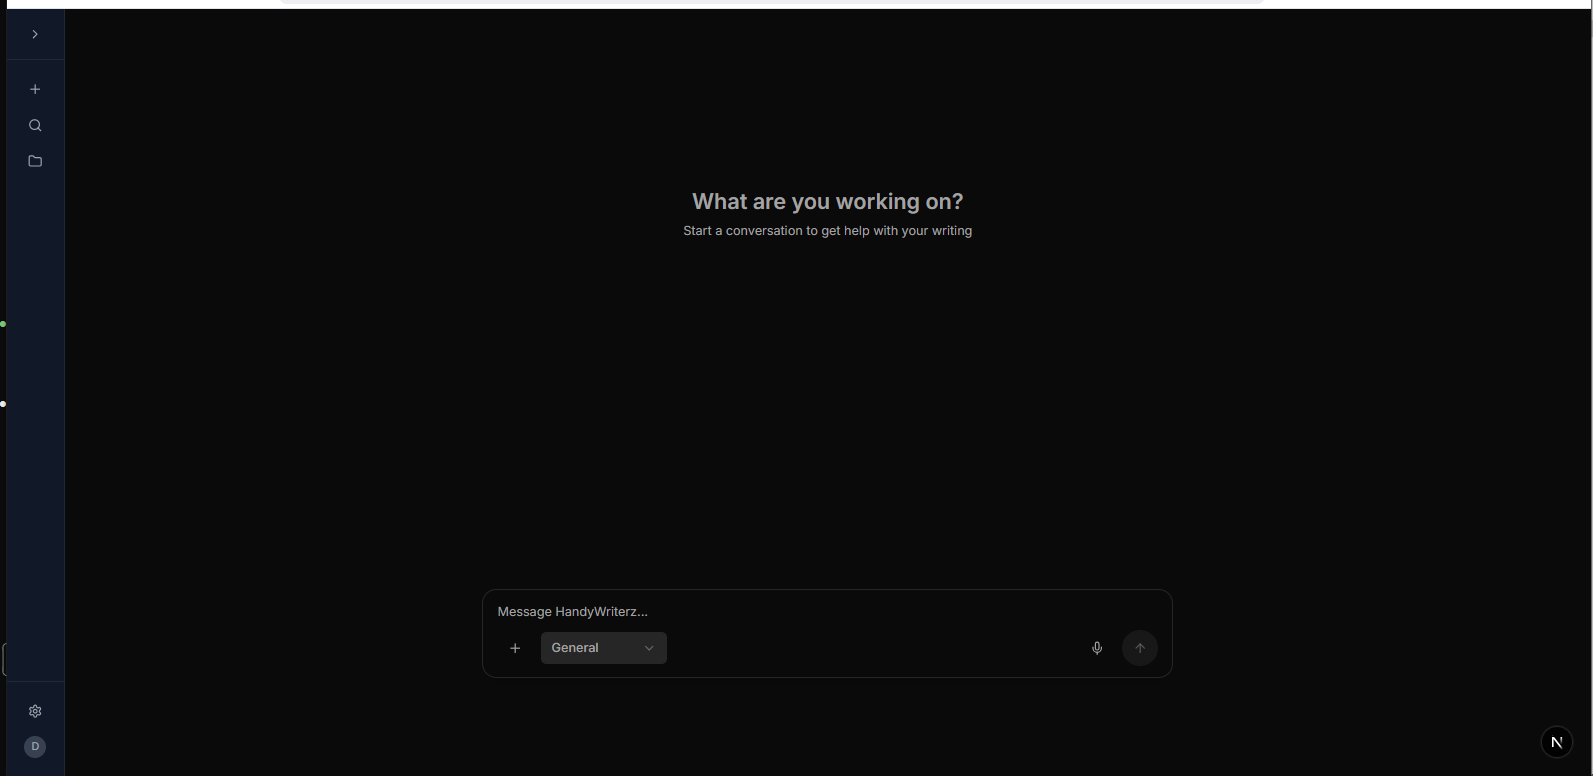 What are you working on?
Start a conversation to get help with your writing
Message HandyWriterz...
General
D
N